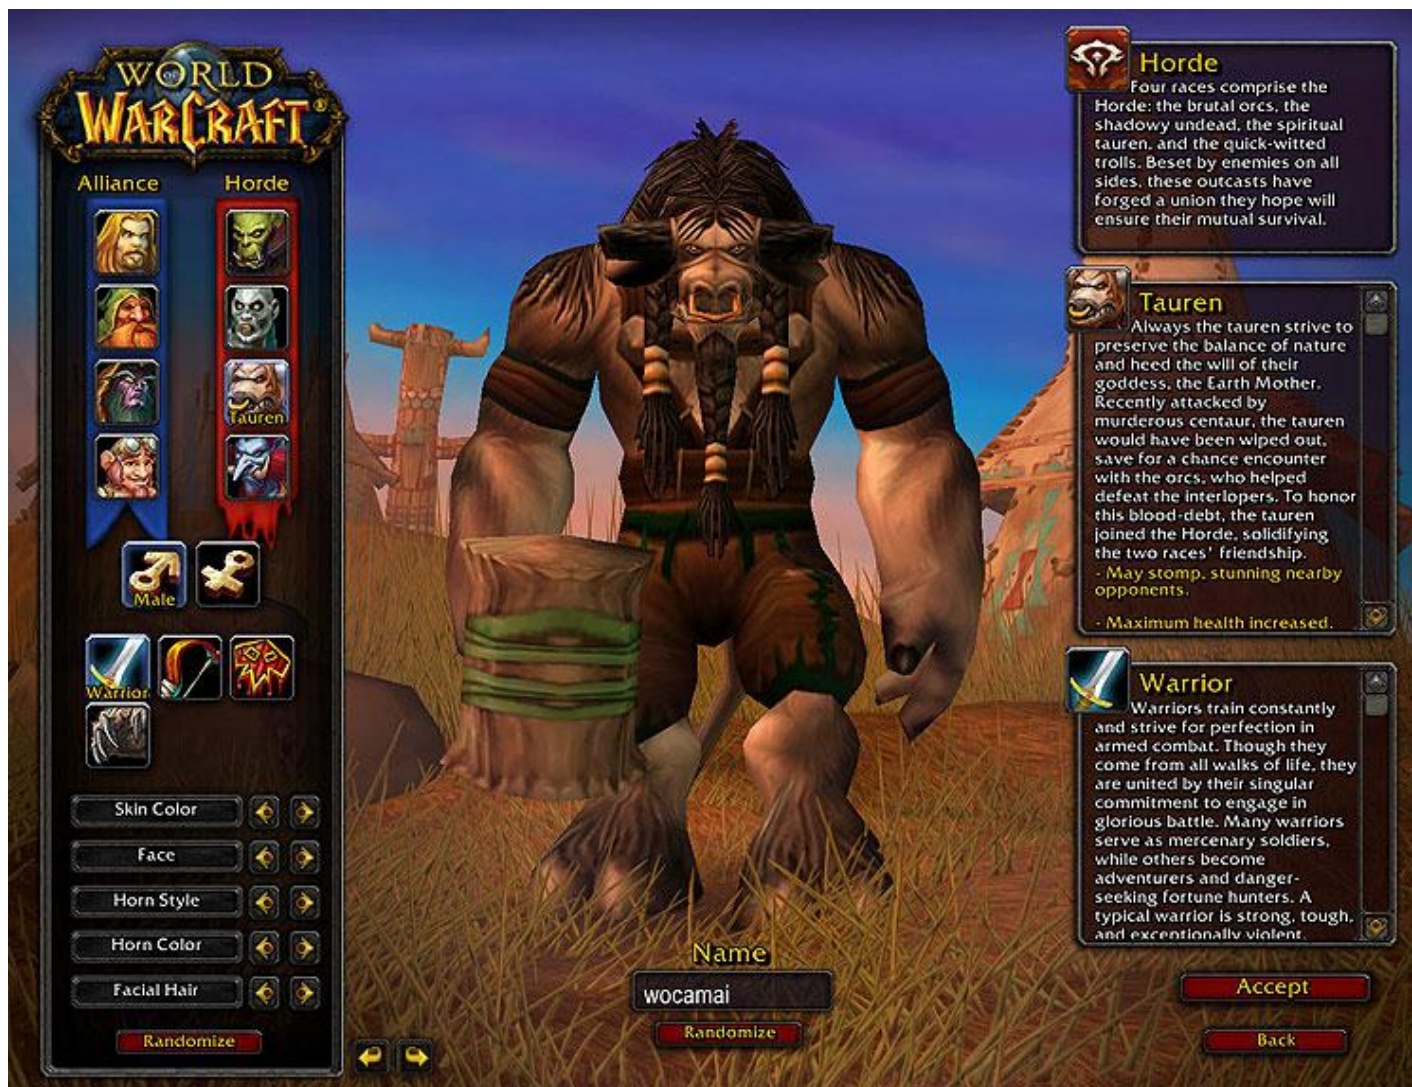 WORLD
OF
WARCRAFT®
Alliance
Horde
Tauren
Male
Warrior
Skin Color
Face
Horn Style
Horn Color
Facial Hair
Randomize
Name
wocamai
Randomize
Horde
Four races comprise the
Horde: the brutal orcs, the
shadowy undead, the spiritual
tauren, and the quick-witted
trolls. Beset by enemies on all
sides, these outcasts have
forged a union they hope will
ensure their mutual survival.
Tauren
Always the tauren strive to
preserve the balance of nature
and heed the will of their
goddess, the Earth Mother.
Recently attacked by
murderous centaur, the tauren
would have been wiped out,
save for a chance encounter
with the orcs, who helped
defeat the interlopers. To honor
this blood-debt, the tauren
joined the Horde, solidifying
the two races' friendship.
- May stomp, stunning nearby
opponents.
- Maximum health increased.
Warrior
Warriors train constantly
and strive for perfection in
armed combat. Though they
come from all walks of life, they
are united by their singular
commitment to engage in
glorious battle. Many warriors
serve as mercenary soldiers,
while others become
adventurers and danger-
seeking fortune hunters. A
typical warrior is strong, tough,
and exceptionally violent.
Accept
Back